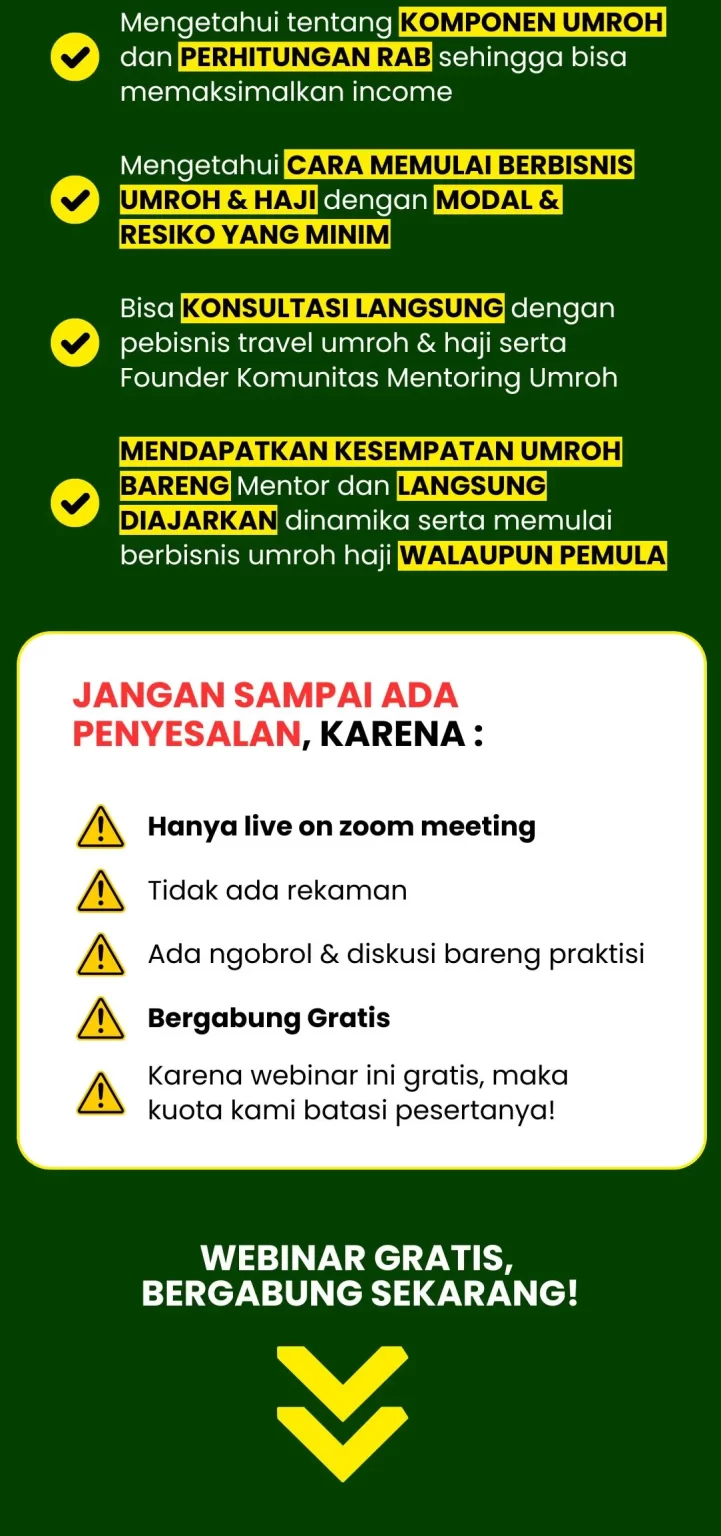 Mengetahui tentang KOMPONEN UMROH
dan PERHITUNGAN RAB sehingga bisa
memaksimalkan income
Mengetahui CARA MEMULAI BERBISNIS
UMROH & HAJI dengan MODAL &
RESIKO YANG MINIM
Bisa KONSULTASI LANGSUNG dengan
pebisnis travel umroh & haji serta
Founder Komunitas Mentoring Umroh
MENDAPATKAN KESEMPATAN UMROH
BARENG Mentor dan LANGSUNG
DIAJARKAN dinamika serta memulai
berbisnis umroh haji WALAUPUN PEMULA
JANGAN SAMPAI ADA
PENYESALAN, KARENA :
Hanya live on zoom meeting
Tidak ada rekaman
Ada ngobrol & diskusi bareng praktisi
Bergabung Gratis
Karena webinar ini gratis, maka
kuota kami batasi pesertanya!
WEBINAR GRATIS,
BERGABUNG SEKARANG!